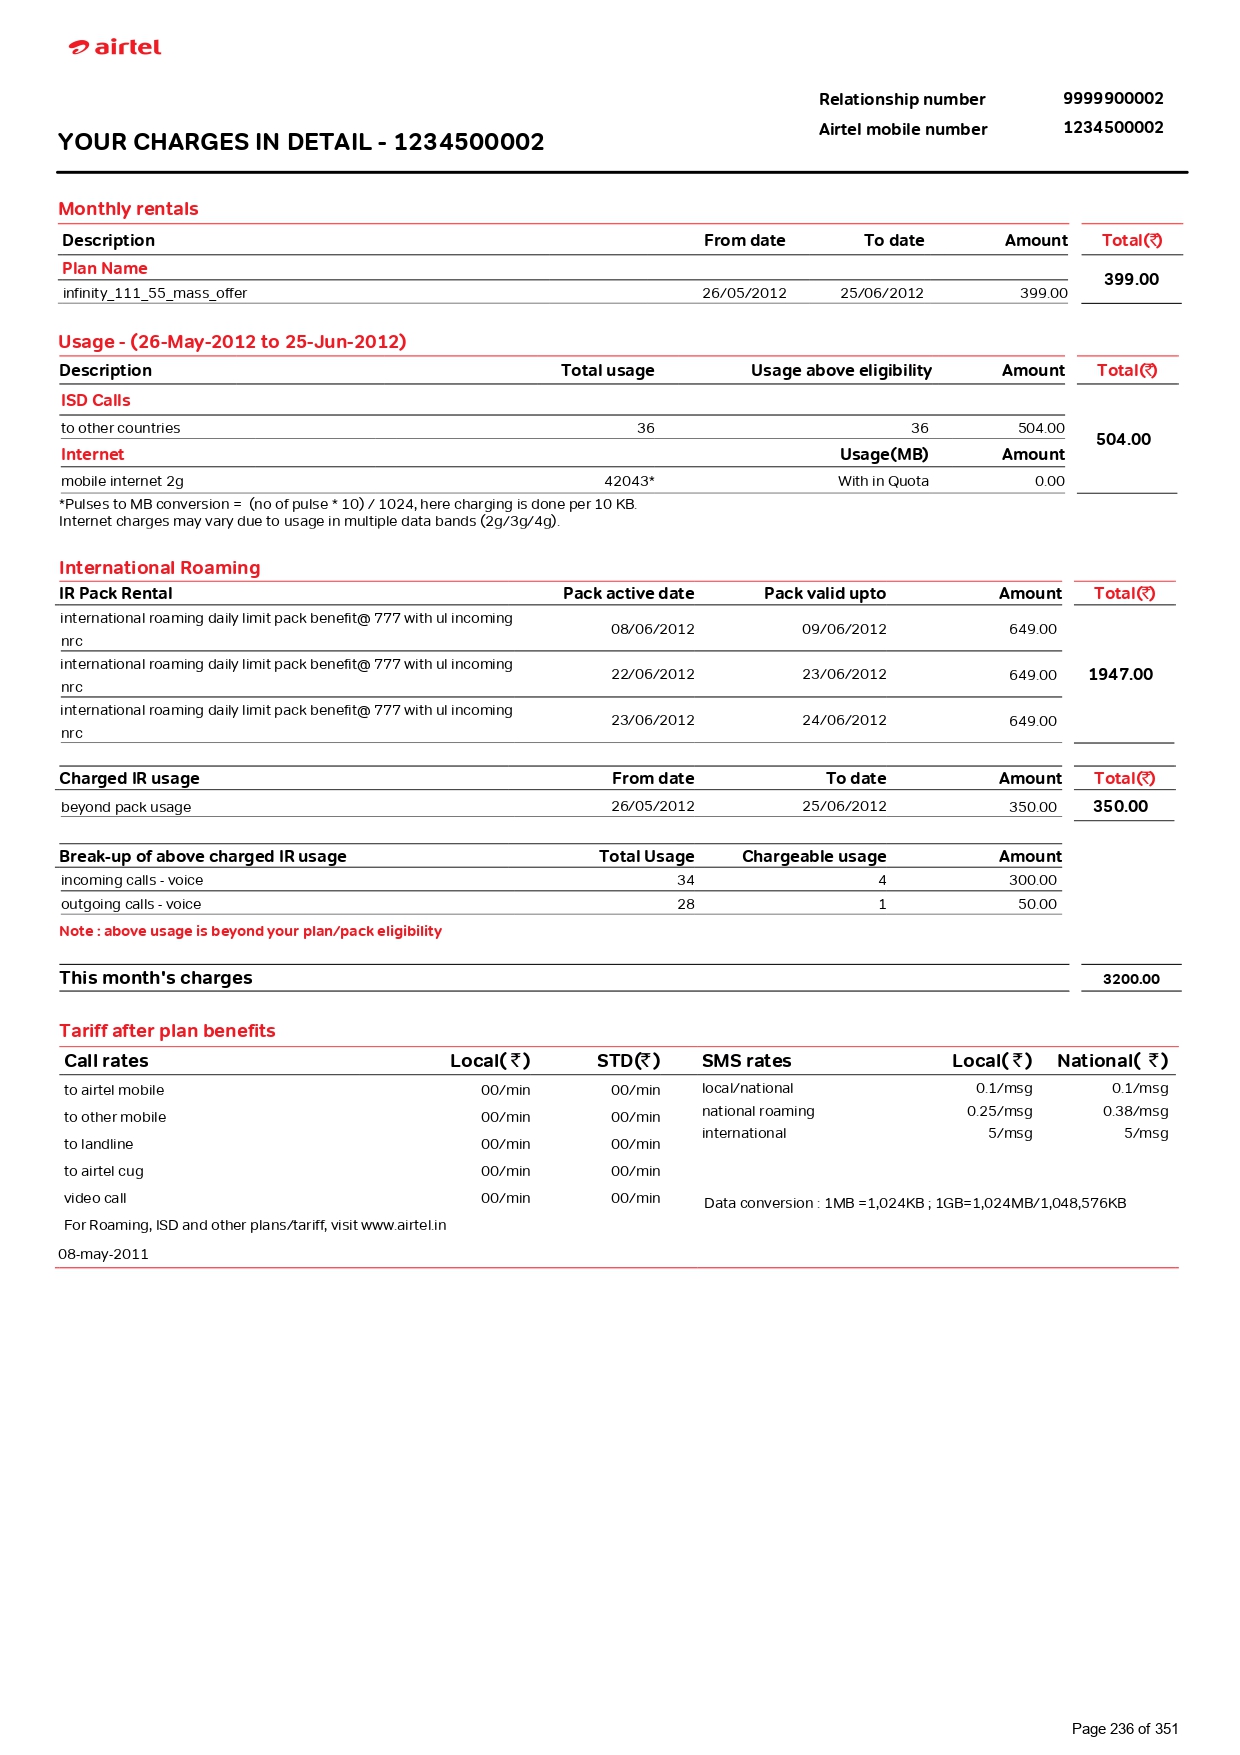 airtel
Relationship number 9999900002
Airtel mobile number 1234500002
YOUR CHARGES IN DETAIL - 1234500002
Monthly rentals
Description From date To date Amount Total(₹)
Plan Name
399.00
infinity_111_55_mass_offer 26/05/2012 25/06/2012 399.00
Usage - (26-May-2012 to 25-Jun-2012)
Description Total usage Usage above eligibility Amount Total(₹)
ISD Calls
to other countries 36 36 504.00
504.00
Internet Usage(MB) Amount
mobile internet 2g 42043* With in Quota 0.00
*Pulses to MB conversion = (no of pulse * 10) / 1024, here charging is done per 10 KB.
Internet charges may vary due to usage in multiple data bands (2g/3g/4g).
International Roaming
IR Pack Rental Pack active date Pack valid upto Amount Total(₹)
international roaming daily limit pack benefit@ 777 with ul incoming
nrc 08/06/2012 09/06/2012 649.00
international roaming daily limit pack benefit@ 777 with ul incoming
nrc 22/06/2012 23/06/2012 649.00 1947.00
international roaming daily limit pack benefit@ 777 with ul incoming
nrc 23/06/2012 24/06/2012 649.00
Charged IR usage From date To date Amount Total(₹)
beyond pack usage 26/05/2012 25/06/2012 350.00 350.00
Break-up of above charged IR usage Total Usage Chargeable usage Amount
incoming calls - voice 34 4 300.00
outgoing calls - voice 28 1 50.00
Note : above usage is beyond your plan/pack eligibility
This month's charges 3200.00
Tariff after plan benefits
Call rates Local( ₹ ) STD(₹ ) SMS rates Local( ₹ ) National( ₹ )
to airtel mobile 00/min 00/min local/national 0.1/msg 0.1/msg
to other mobile 00/min 00/min national roaming 0.25/msg 0.38/msg
to landline 00/min 00/min international 5/msg 5/msg
to airtel cug 00/min 00/min
video call 00/min 00/min Data conversion : 1MB =1,024KB ; 1GB=1,024MB/1,048,576KB
For Roaming, ISD and other plans/tariff, visit www.airtel.in
08-may-2011
Page 236 of 351